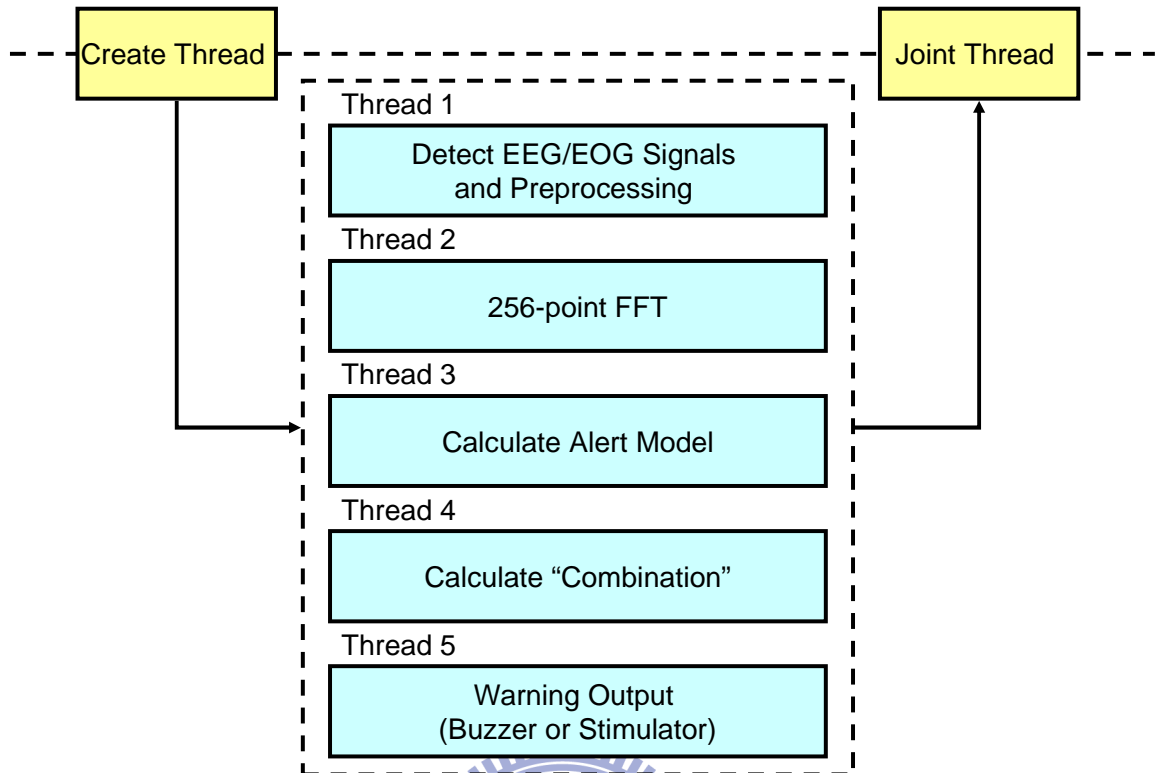 Create Thread
Joint Thread
Thread 1
Detect EEG/EOG Signals
and Preprocessing
Thread 2
256-point FFT
Thread 3
Calculate Alert Model
Thread 4
Calculate “Combination”
Thread 5
Warning Output
(Buzzer or Stimulator)